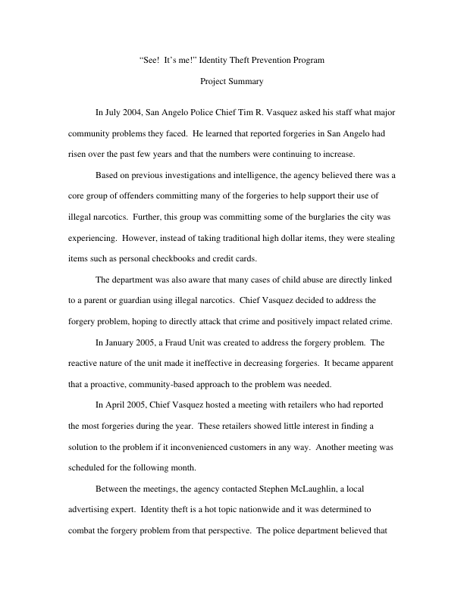 “See!  It’s me!” Identity Theft Prevention Program
Project Summary
In July 2004, San Angelo Police Chief Tim R. Vasquez asked his staff what major
community problems they faced.  He learned that reported forgeries in San Angelo had
risen over the past few years and that the numbers were continuing to increase.
Based on previous investigations and intelligence, the agency believed there was a
core group of offenders committing many of the forgeries to help support their use of
illegal narcotics.  Further, this group was committing some of the burglaries the city was
experiencing.  However, instead of taking traditional high dollar items, they were stealing
items such as personal checkbooks and credit cards.
The department was also aware that many cases of child abuse are directly linked
to a parent or guardian using illegal narcotics.  Chief Vasquez decided to address the
forgery problem, hoping to directly attack that crime and positively impact related crime.
In January 2005, a Fraud Unit was created to address the forgery problem.  The
reactive nature of the unit made it ineffective in decreasing forgeries.  It became apparent
that a proactive, community-based approach to the problem was needed.
In April 2005, Chief Vasquez hosted a meeting with retailers who had reported
the most forgeries during the year.  These retailers showed little interest in finding a
solution to the problem if it inconvenienced customers in any way.  Another meeting was
scheduled for the following month.
Between the meetings, the agency contacted Stephen McLaughlin, a local
advertising expert.  Identity theft is a hot topic nationwide and it was determined to
combat the forgery problem from that perspective.  The police department believed that